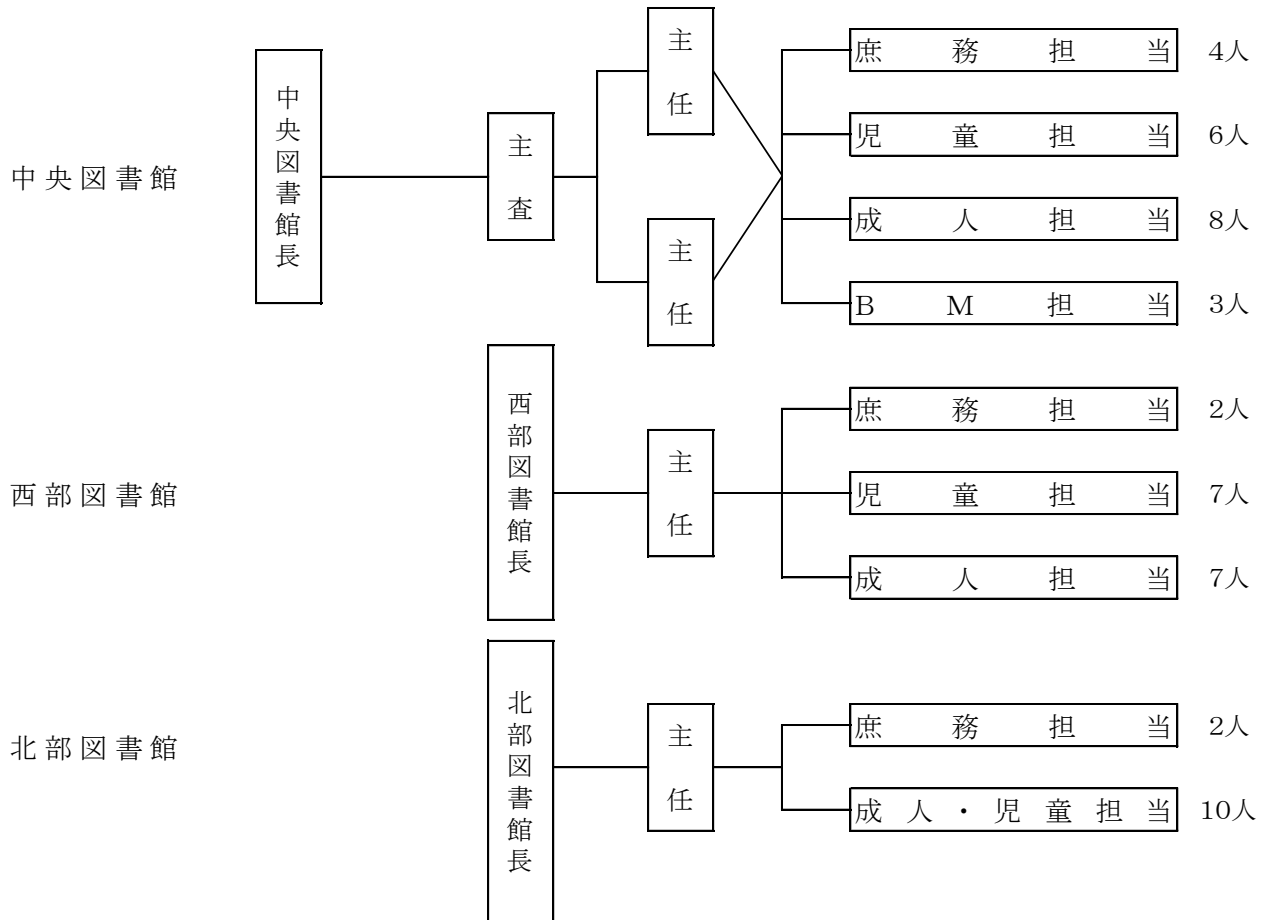 中央図書館
中央図書館長
主査
主任
主任
庶務担当 4人
児童担当 6人
成人担当 8人
BM担当 3人
西部図書館
西部図書館長
主任
庶務担当 2人
児童担当 7人
成人担当 7人
北部図書館
北部図書館長
主任
庶務担当 2人
成人・児童担当 10人